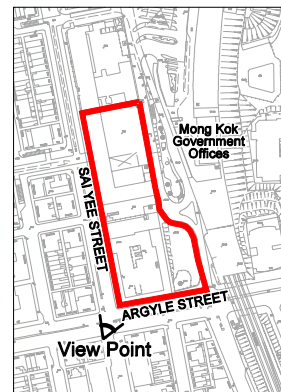 Mong Kok
Government
Offices
SAI YEE STREET
ARGYLE STREET
View Point